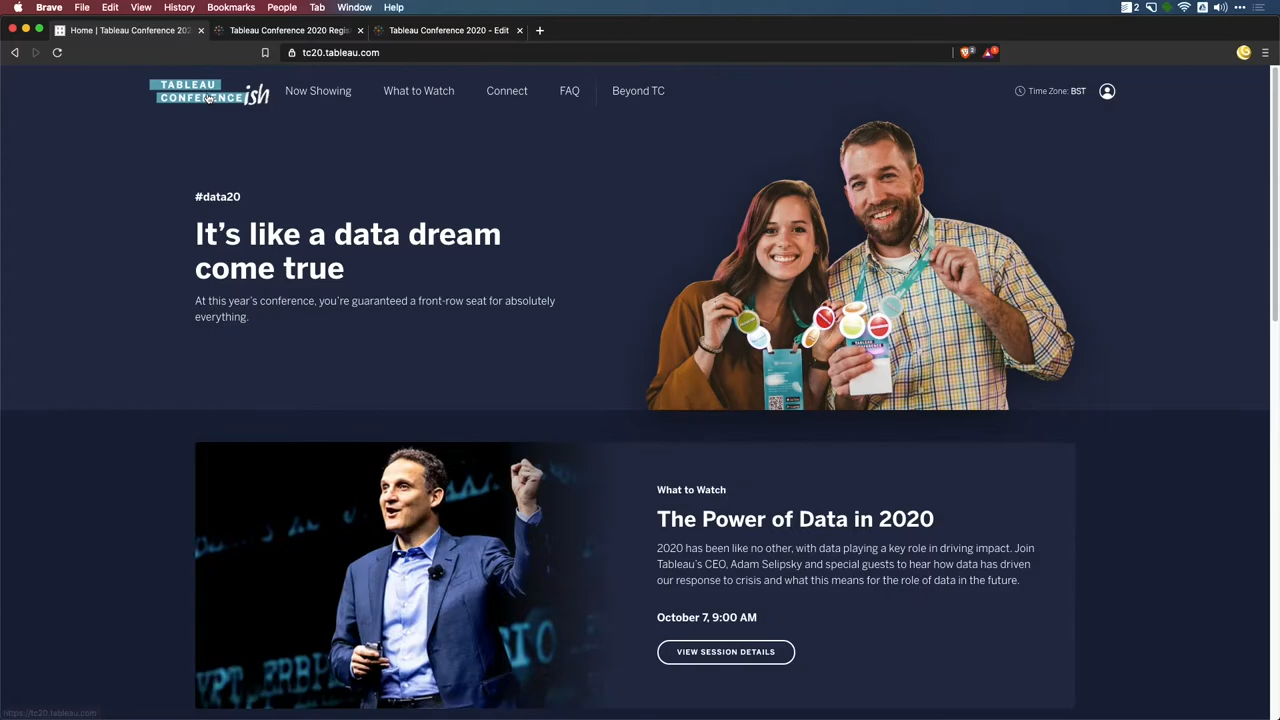 Brave File Edit View History Bookmarks People Tab Window Help
2
Home | Tableau Conference 202
Tableau Conference 2020 Regis
Tableau Conference 2020 - Edit
tc20.tableau.com
2
1
TABLEAU
CONFERENCEish
Now Showing
What to Watch
Connect
FAQ
Beyond TC
Time Zone: BST
#data20
It's like a data dream
come true
At this year's conference, you're guaranteed a front-row seat for absolutely
everything.
What to Watch
The Power of Data in 2020
2020 has been like no other, with data playing a key role in driving impact. Join
Tableau's CEO, Adam Selipsky and special guests to hear how data has driven
our response to crisis and what this means for the role of data in the future.
October 7, 9:00 AM
VIEW SESSION DETAILS
https://tc20.tableau.com